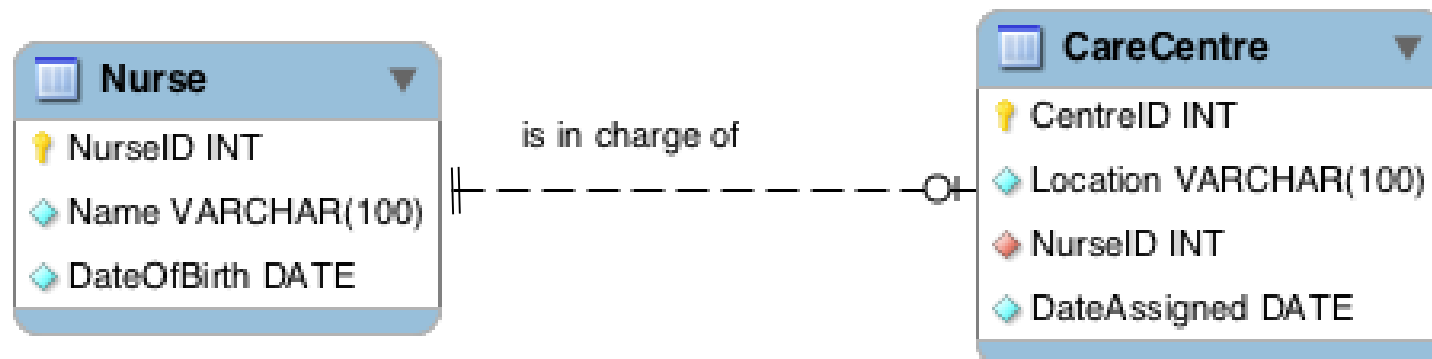 Nurse
NurseID INT
Name VARCHAR(100)
DateOfBirth DATE
is in charge of
CareCentre
CentreID INT
Location VARCHAR(100)
NurseID INT
DateAssigned DATE